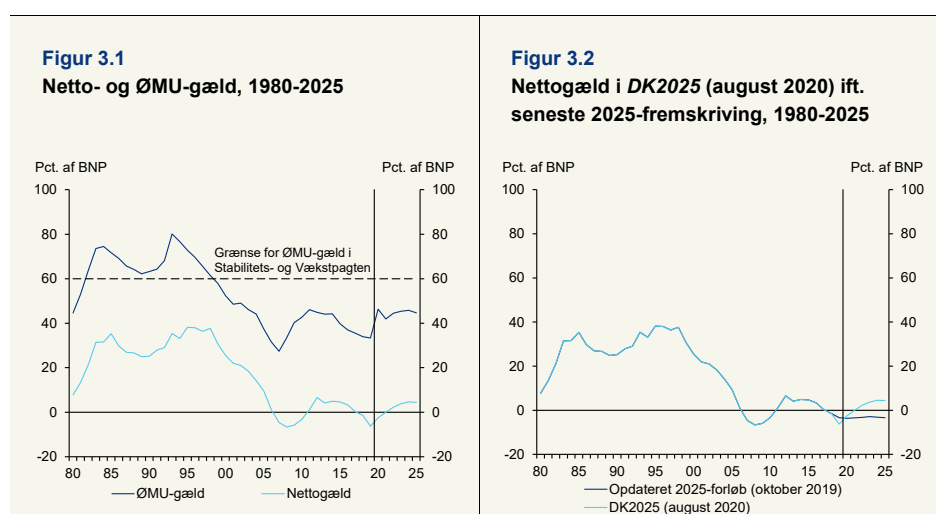 Figur 3.1
Netto- og ØMU-gæld, 1980-2025
Pct. af BNP
Pct. af BNP
100
80
60
40
20
0
-20
100
80
60
40
20
0
-20
Grænse for ØMU-gæld i
Stabilitets- og Vækstpagten
80 85 90 95 00 05 10 15 20 25
ØMU-gæld Nettogæld
Figur 3.2
Nettogæld i DK2025 (august 2020) ift.
seneste 2025-fremskriving, 1980-2025
Pct. af BNP
Pct. af BNP
100
80
60
40
20
0
-20
100
80
60
40
20
0
-20
80 85 90 95 00 05 10 15 20 25
Opdateret 2025-forløb (oktober 2019)
DK2025 (august 2020)